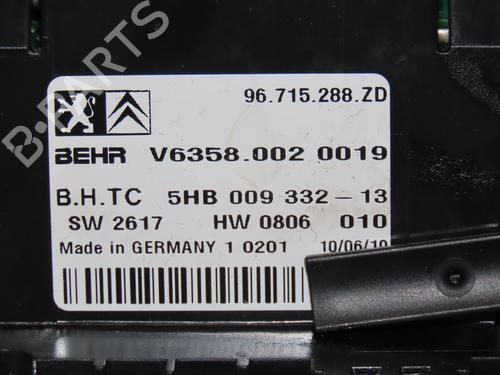 96.715.288.ZD
BEHR V6358.002 0019
B.H.TC 5HB 009 332-13
SW 2617 HW 0806 010
Made in GERMANY 1 0201 10/06/10
B-PARTS